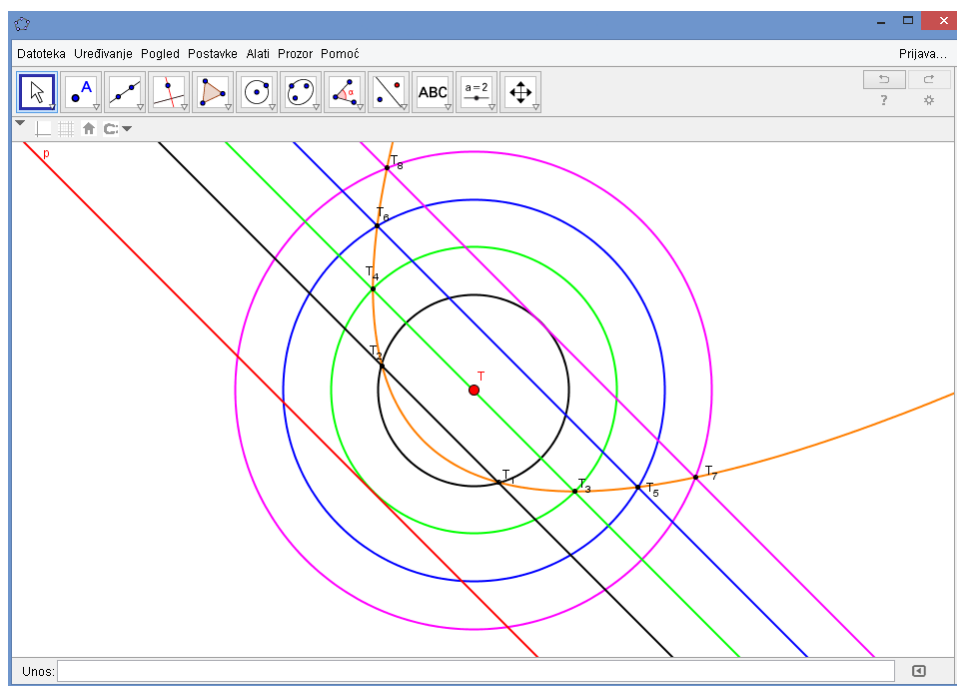 Datoteka Uređivanje Pogled Postavke Alati Prozor Pomoć Prijava...
A α ABC a=2
?
p
T₈
T₆
T₄
T₂
T
T₁
T₃
T₅
T₇
Unos: